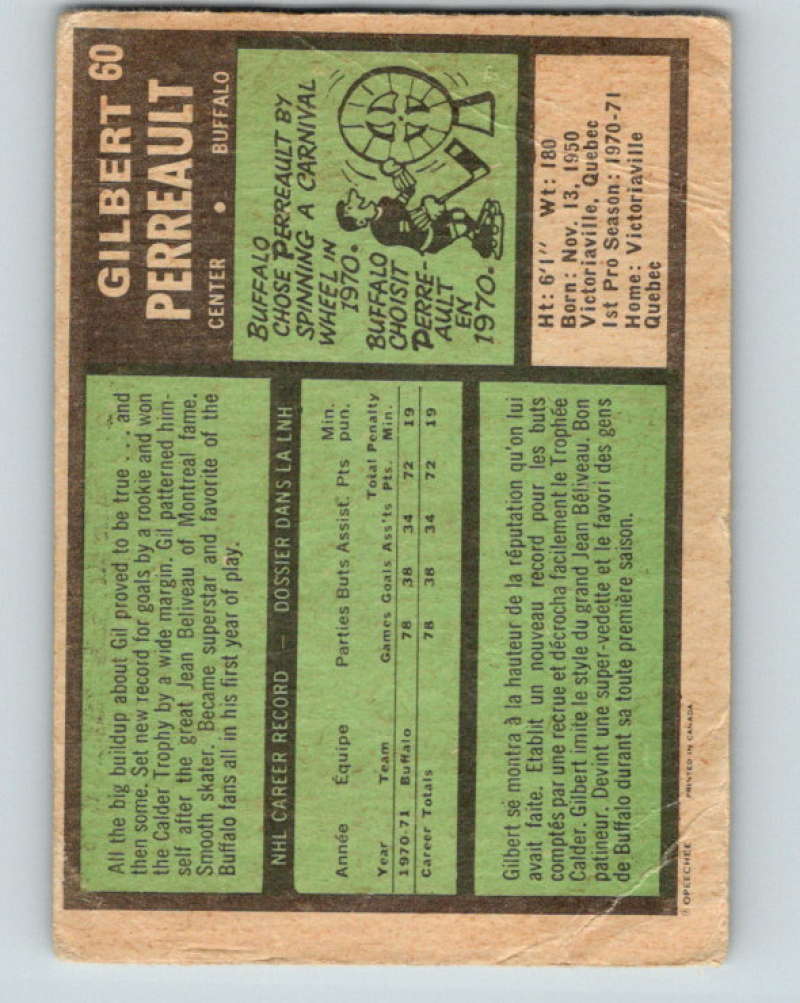 GILBERT 60
PERREAULT
CENTER • BUFFALO
BUFFALO
CHOSE PERREAULT BY
SPINNING A CARNIVAL
WHEEL IN
1970.
BUFFALO
CHOISIT
PERRE-
AULT
EN
1970.
Ht: 6'1" Wt: 180
Born: Nov. 13, 1950
Victoriaville, Quebec
1st Pro Season: 1970-71
Home: Victoriaville
Quebec
All the big buildup about Gil proved to be true . . . and
then some. Set new record for goals by a rookie and won
the Calder Trophy by a wide margin. Gil patterned him-
self after the great Jean Beliveau of Montreal fame.
Smooth skater. Became superstar and favorite of the
Buffalo fans all in his first year of play.
NHL CAREER RECORD — DOSSIER DANS LA LNH
Année Équipe Parties Buts Assist. Pts Min. pun.
Year Team Games Goals Ass'ts Total Pts. Penalty Min.
1970-71 Buffalo 78 38 34 72 19
Career Totals 78 38 34 72 19
Gilbert se montra à la hauteur de la réputation qu'on lui
avait faite. Etablit un nouveau record pour les buts
comptés par une recrue et décrocha facilement le Trophée
Calder. Gilbert imite le style du grand Jean Béliveau. Bon
patineur. Devint une super-vedette et le favori des gens
de Buffalo durant sa toute première saison.
© OPEECHEE PRINTED IN CANADA